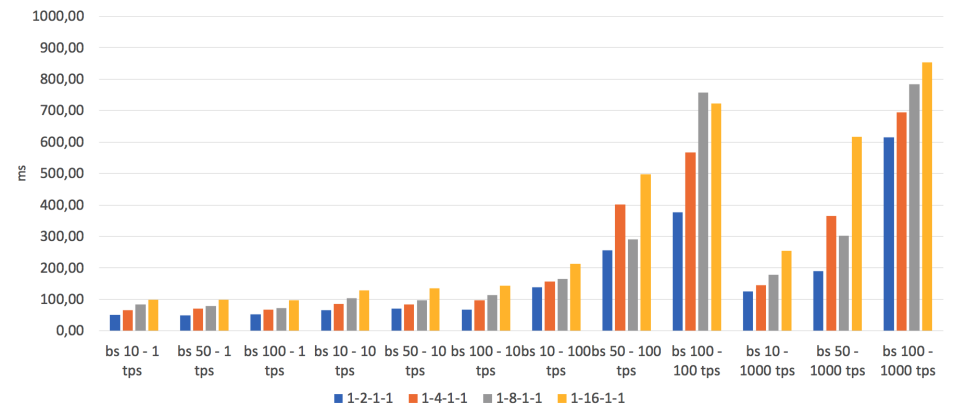 1000,00
900,00
800,00
700,00
600,00
500,00
400,00
300,00
200,00
100,00
0,00
ms
bs 10 - 1 tps
bs 50 - 1 tps
bs 100 - 1 tps
bs 10 - 10 tps
bs 50 - 10 tps
bs 100 - 10 tps
bs 10 - 100 tps
bs 50 - 100 tps
bs 100 - 100 tps
bs 10 - 1000 tps
bs 50 - 1000 tps
bs 100 - 1000 tps
1-2-1-1
1-4-1-1
1-8-1-1
1-16-1-1